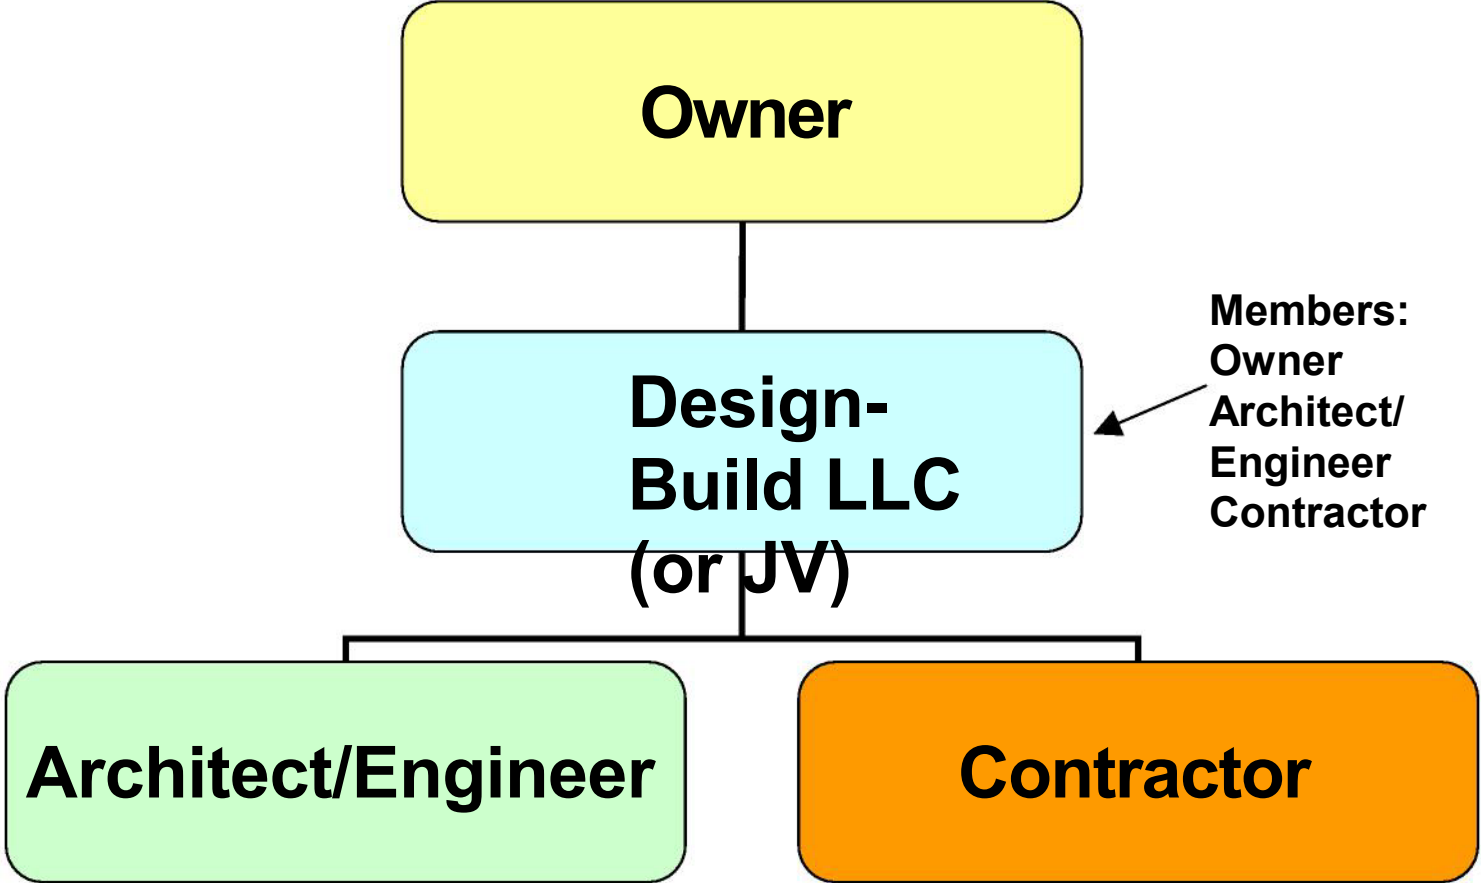 Owner
Members:
Owner
Architect/
Engineer
Contractor
Design-
Build LLC
(or JV)
Architect/Engineer
Contractor